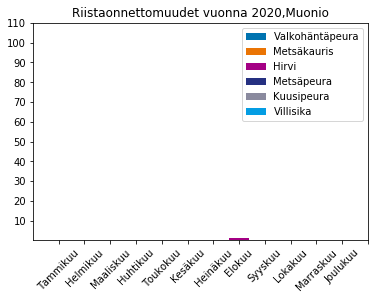 Riistaonnettomuudet vuonna 2020,Muonio
110
100
90
80
70
60
50
40
30
20
10
Valkohäntäpeura
Metsäkauris
Hirvi
Metsäpeura
Kuusipeura
Villisika
Tammikuu
Helmikuu
Maaliskuu
Huhtikuu
Toukokuu
Kesäkuu
Heinäkuu
Elokuu
Syyskuu
Lokakuu
Marraskuu
Joulukuu